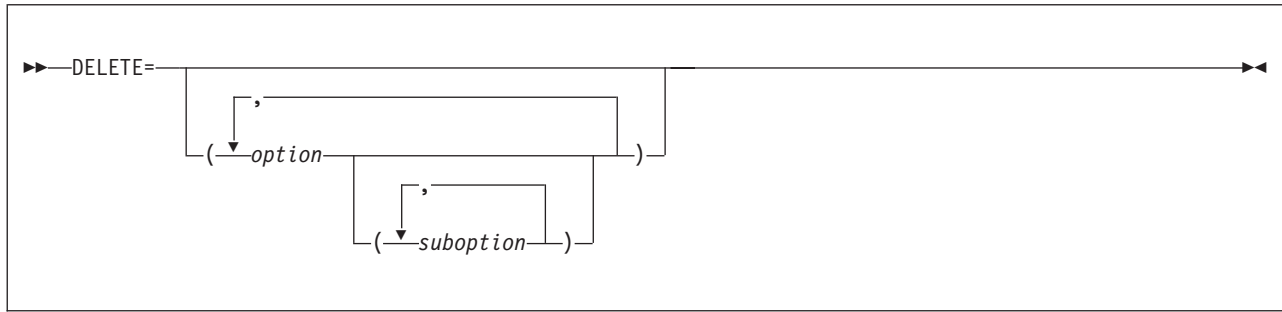 DELETE=
,
( option )
,
( suboption )